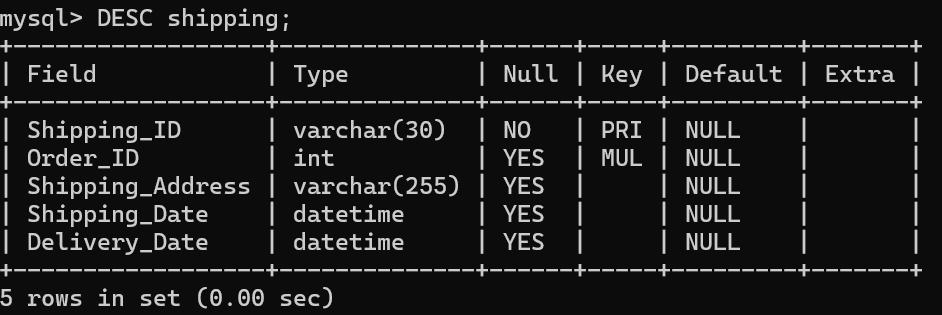 mysql> DESC shipping;
+------------------+--------------+------+-----+---------+-------+
| Field            | Type         | Null | Key | Default | Extra |
+------------------+--------------+------+-----+---------+-------+
| Shipping_ID      | varchar(30)  | NO   | PRI | NULL    |       |
| Order_ID         | int          | YES  | MUL | NULL    |       |
| Shipping_Address | varchar(255) | YES  |     | NULL    |       |
| Shipping_Date    | datetime     | YES  |     | NULL    |       |
| Delivery_Date    | datetime     | YES  |     | NULL    |       |
+------------------+--------------+------+-----+---------+-------+
5 rows in set (0.00 sec)